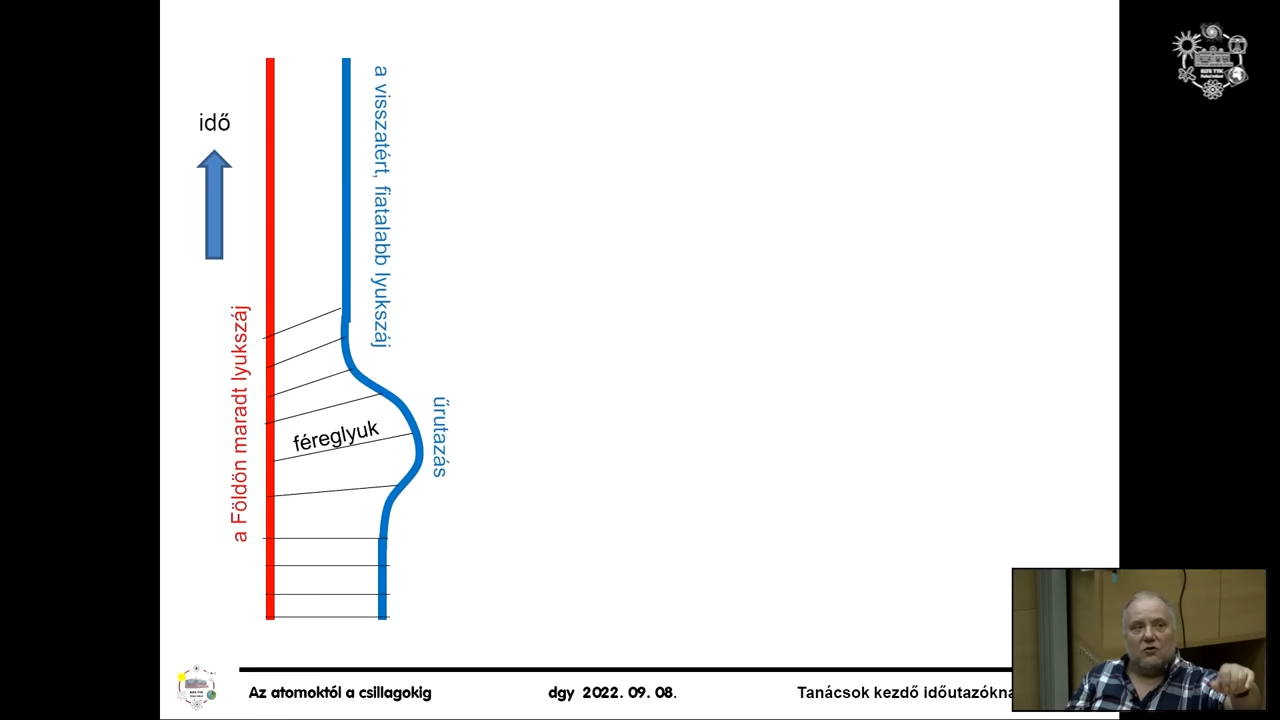 idő
a visszatért, fiatalabb lyukszáj
a Földön maradt lyukszáj
féreglyuk
űrutazás
Az atomoktól a csillagokig
dgy 2022. 09. 08.
Tanácsok kezdő időutazókna